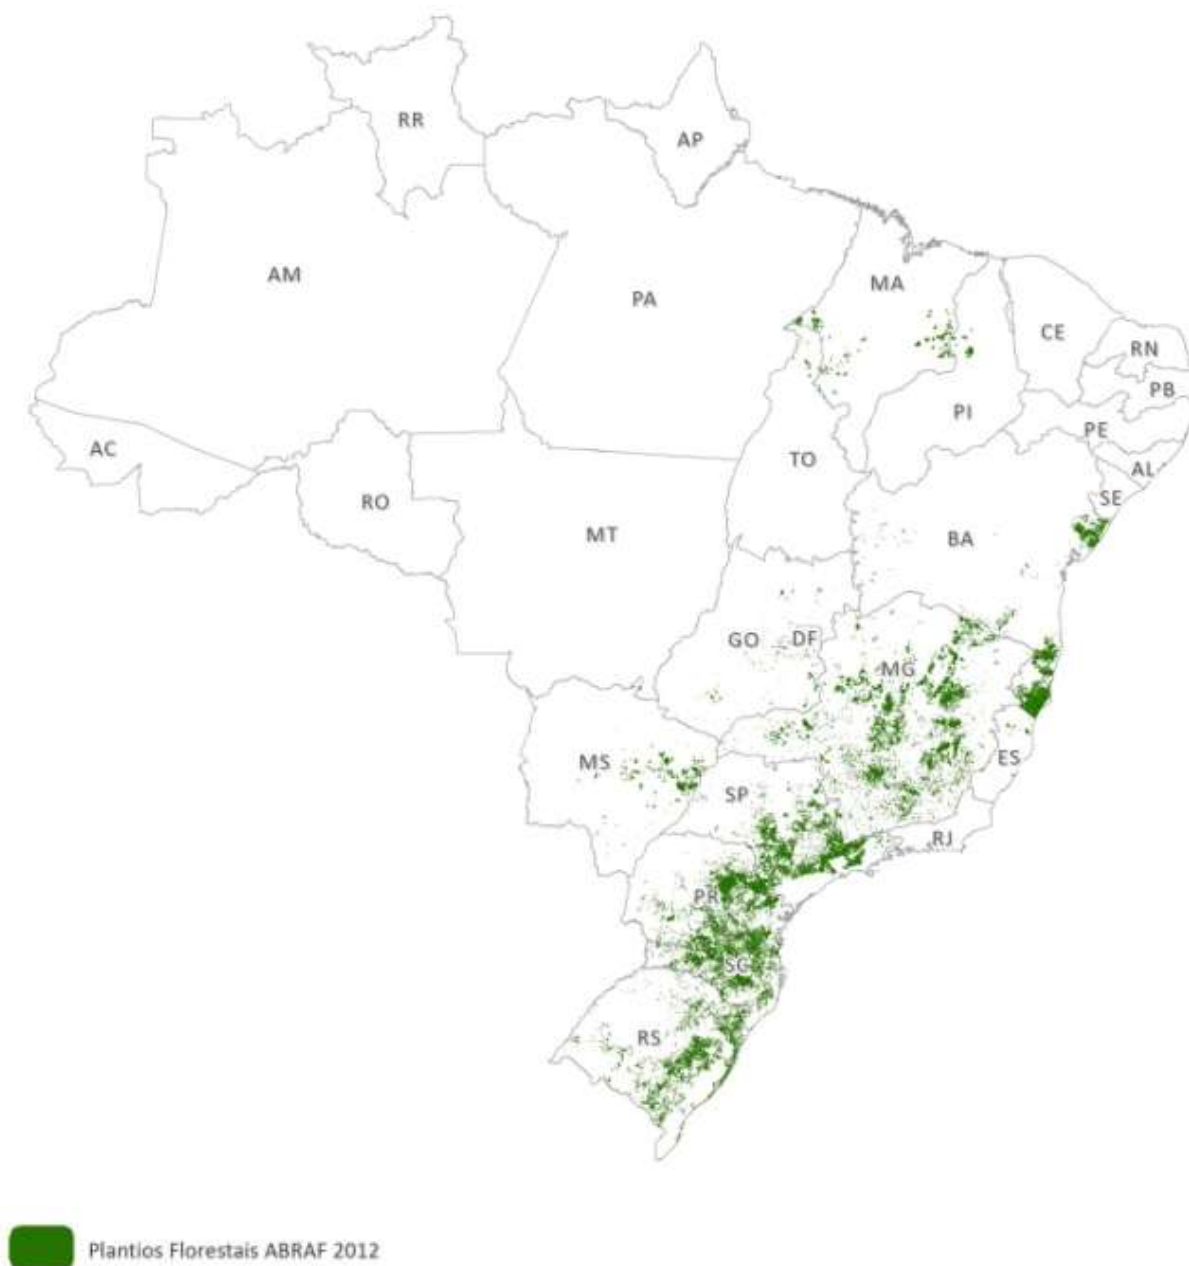 RR
AP
AM
PA
MA
CE
RN
PB
PI
PE
AC
TO
AL
RO
SE
MT
BA
GO
DF
MG
ES
MS
SP
RJ
PR
SC
RS
Plantios Florestais ABRAF 2012